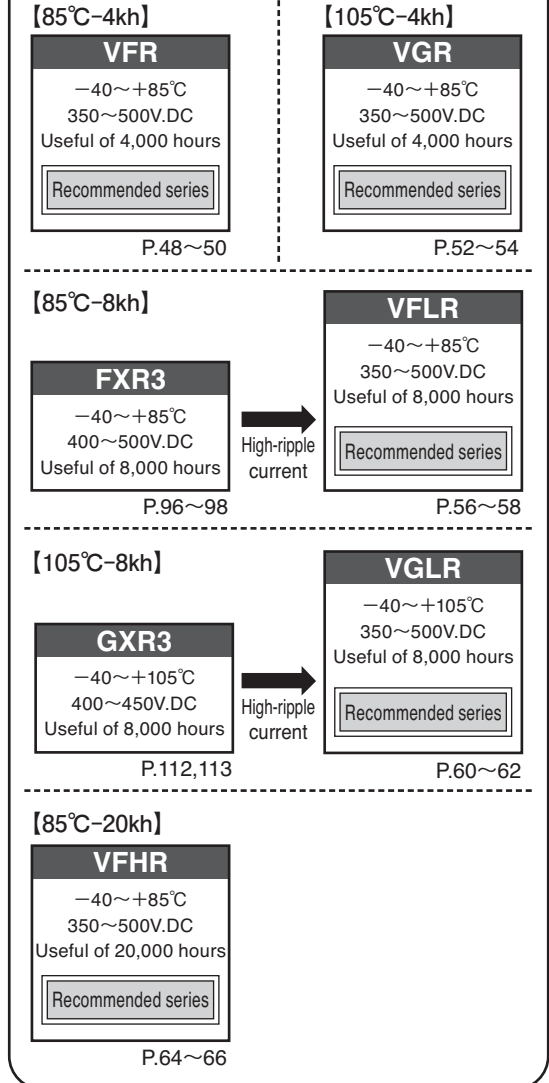 【85℃-4kh】
VFR
－40～＋85℃
350～500V.DC
Useful of 4,000 hours
Recommended series
P.48～50
【105℃-4kh】
VGR
－40～＋85℃
350～500V.DC
Useful of 4,000 hours
Recommended series
P.52～54
【85℃-8kh】
FXR3
－40～＋85℃
400～500V.DC
Useful of 8,000 hours
P.96～98
High-ripple
current
VFLR
－40～＋85℃
350～500V.DC
Useful of 8,000 hours
Recommended series
P.56～58
【105℃-8kh】
GXR3
－40～＋105℃
400～450V.DC
Useful of 8,000 hours
P.112,113
High-ripple
current
VGLR
－40～＋105℃
350～500V.DC
Useful of 8,000 hours
Recommended series
P.60～62
【85℃-20kh】
VFHR
－40～＋85℃
350～500V.DC
Useful of 20,000 hours
Recommended series
P.64～66